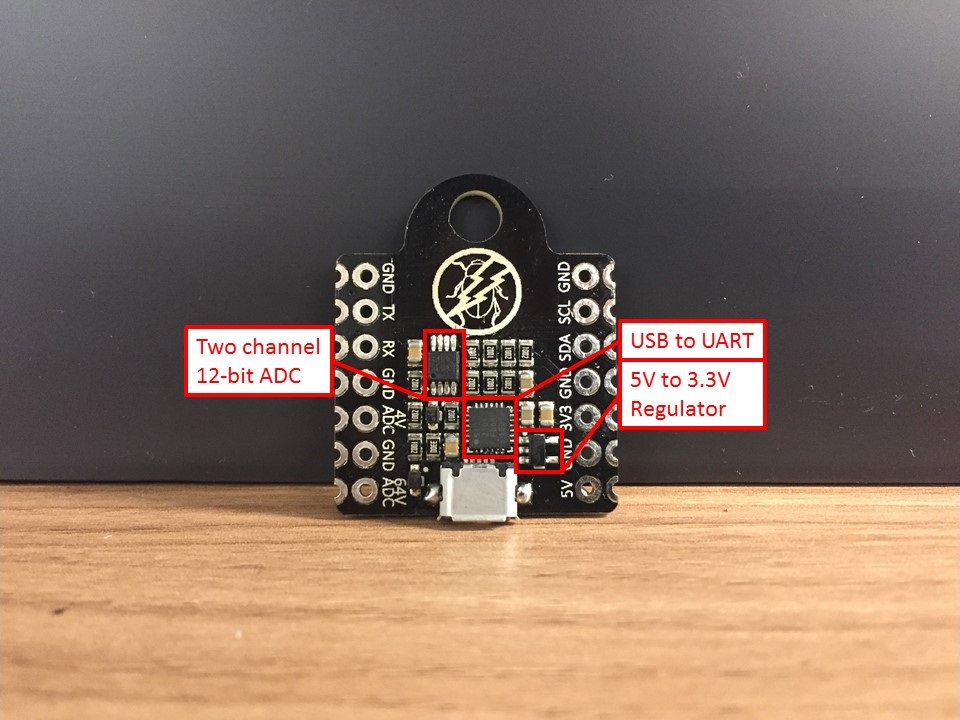 Two channel
12-bit ADC
USB to UART
5V to 3.3V
Regulator
GND
TX
RX
GND
4V
ADC
GND
64V
ADC
GND
SCL
SDA
GND
3V3
GND
5V